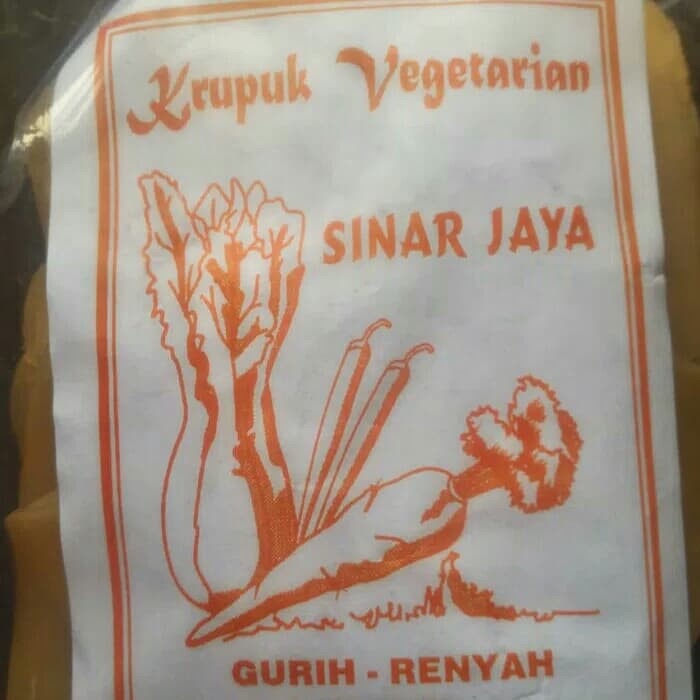 Krupuk Vegetarian
SINAR JAYA
GURIH - RENYAH